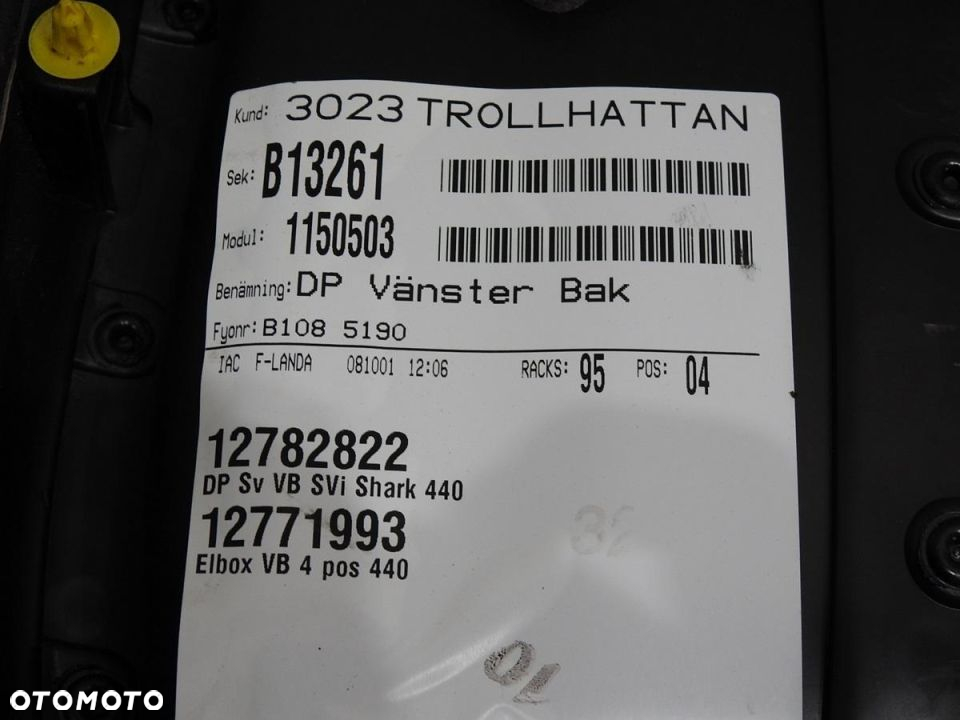 Kund: 3023 TROLLHATTAN
Sek: B13261
Modul: 1150503
Benämning: DP Vänster Bak
Fyonr: B108 5190
IAC F-LANDA 081001 12:06 RACKS: 95 POS: 04
12782822
DP Sv VB SVi Shark 440
12771993
Elbox VB 4 pos 440
10
OTOMOTO